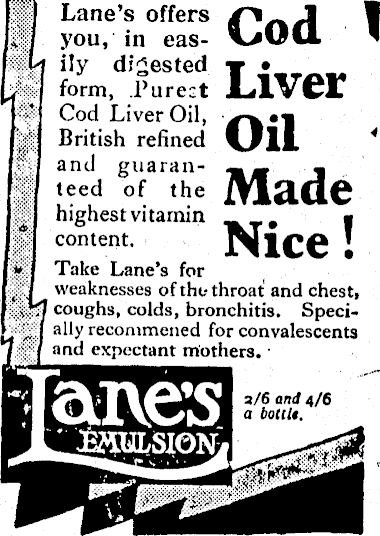 Lane's offers
you, in eas-
ily digested
form, Purest
Cod Liver Oil,
British refined
and guaran-
teed of the
highest vitamin
content.
Cod
Liver
Oil
Made
Nice!
Take Lane's for
weaknesses of the throat and chest,
coughs, colds, bronchitis. Speci-
ally recommened for convalescents
and expectant mothers.
Lane's
EMULSION
2/6 and 4/6
a bottle.